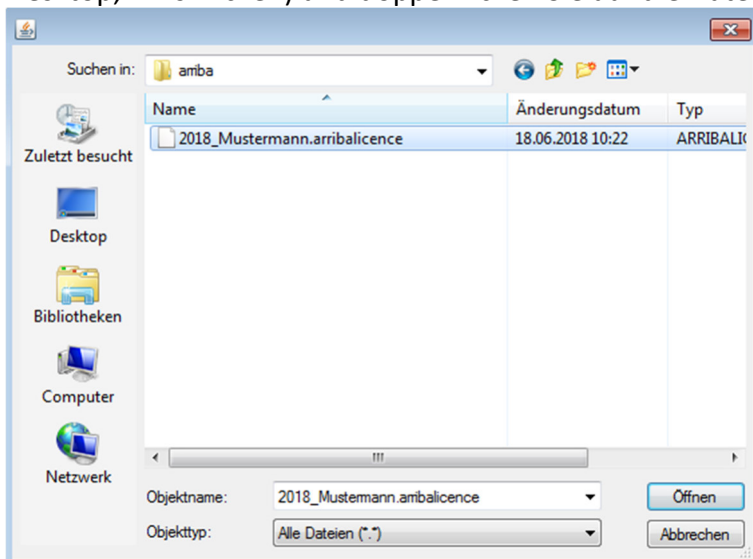 Suchen in: arriba
Name Änderungsdatum Typ
2018_Mustermann.arribalicence 18.06.2018 10:22 ARRIBALI
Zuletzt besucht
Desktop
Bibliotheken
Computer
Netzwerk
Objektname: 2018_Mustermann.arribalicence Öffnen
Objekttyp: Alle Dateien (*.*) Abbrechen